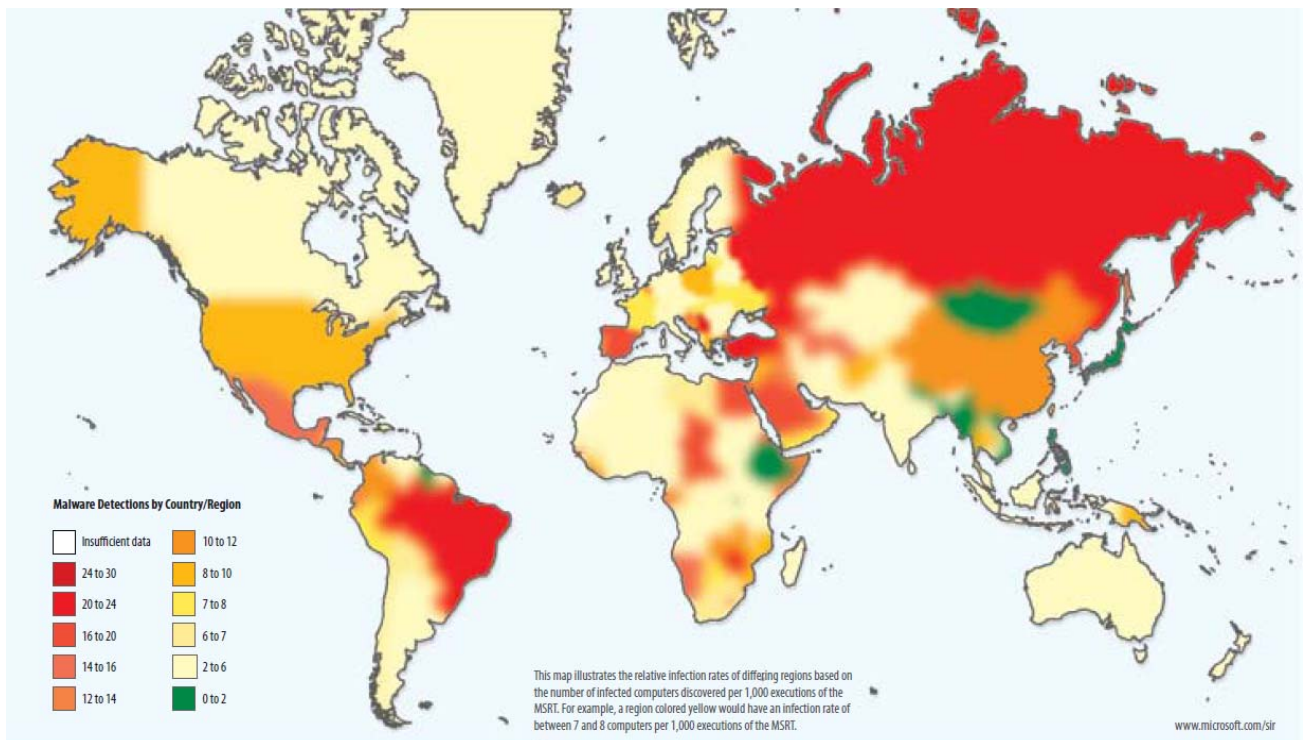 Malware Detections by Country/Region
Insufficient data
24 to 30
20 to 24
16 to 20
14 to 16
12 to 14
10 to 12
8 to 10
7 to 8
6 to 7
2 to 6
0 to 2
This map illustrates the relative infection rates of differing regions based on
the number of infected computers discovered per 1,000 executions of the
MSRT. For example, a region colored yellow would have an infection rate of
between 7 and 8 computers per 1,000 executions of the MSRT.
www.microsoft.com/sir